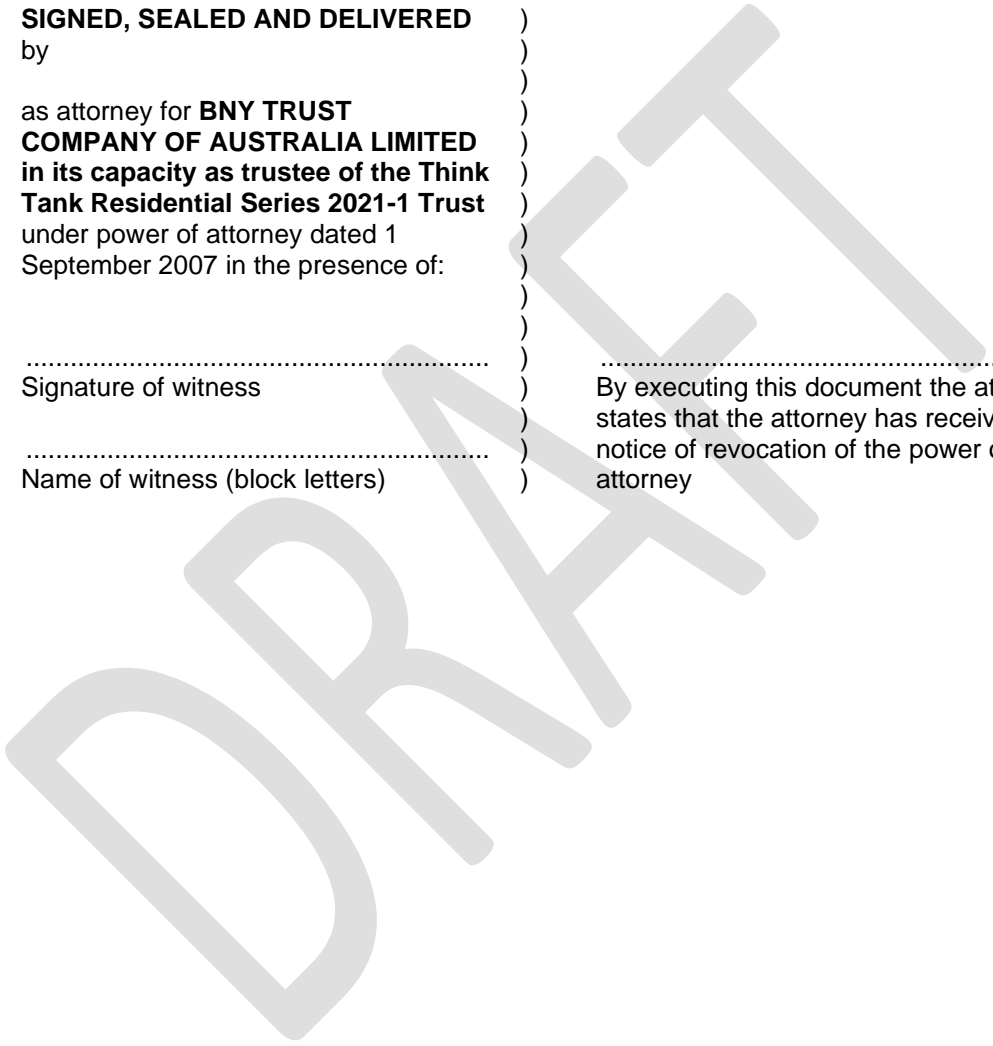 SIGNED, SEALED AND DELIVERED )
by )
)
as attorney for BNY TRUST )
COMPANY OF AUSTRALIA LIMITED )
in its capacity as trustee of the Think )
Tank Residential Series 2021-1 Trust )
under power of attorney dated 1 )
September 2007 in the presence of: )
)
)
............................................................... ) ......................................................
Signature of witness ) By executing this document the
) states that the attorney has
............................................................... ) notice of revocation of the power
Name of witness (block letters) ) attorney
DRAFT